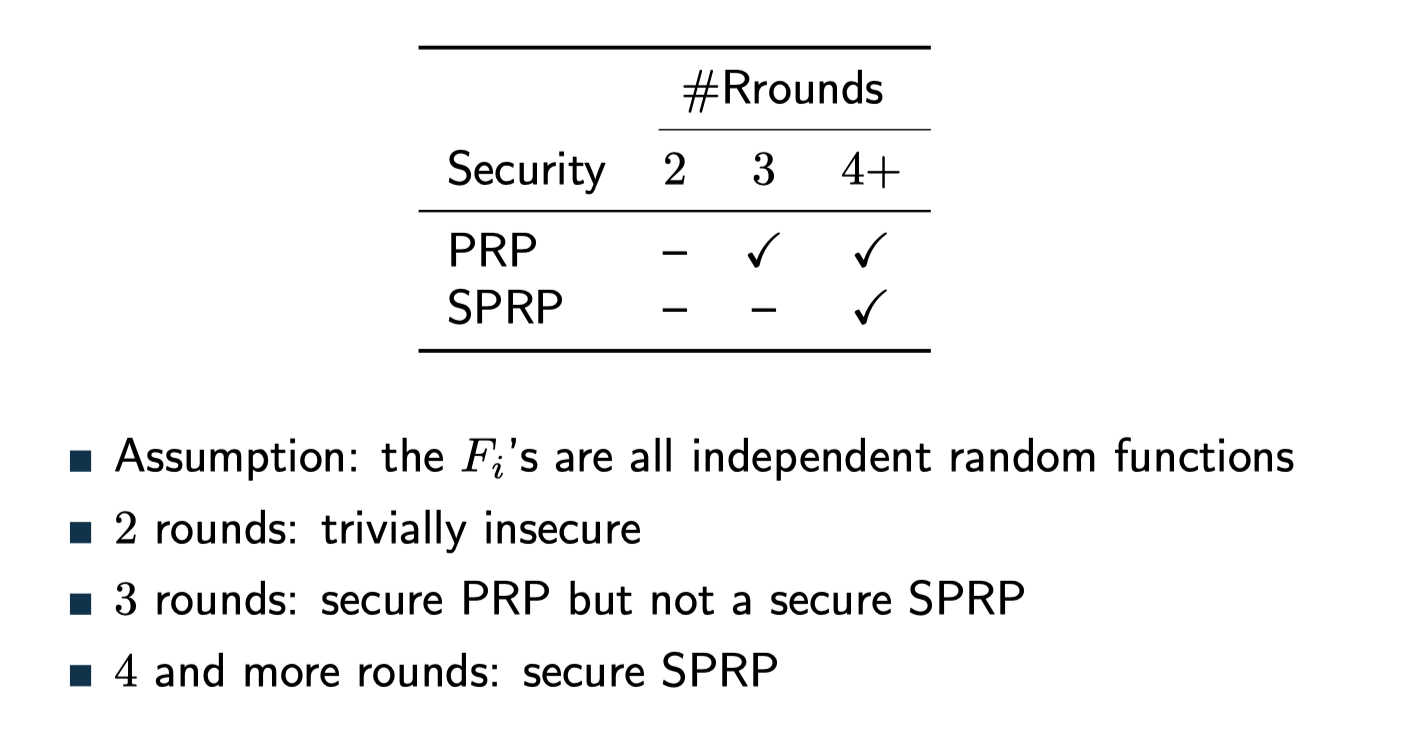 #Rrounds
Security 2 3 4+
PRP – ✓ ✓
SPRP – – ✓
■ Assumption: the Fᵢ's are all independent random functions
■ 2 rounds: trivially insecure
■ 3 rounds: secure PRP but not a secure SPRP
■ 4 and more rounds: secure SPRP